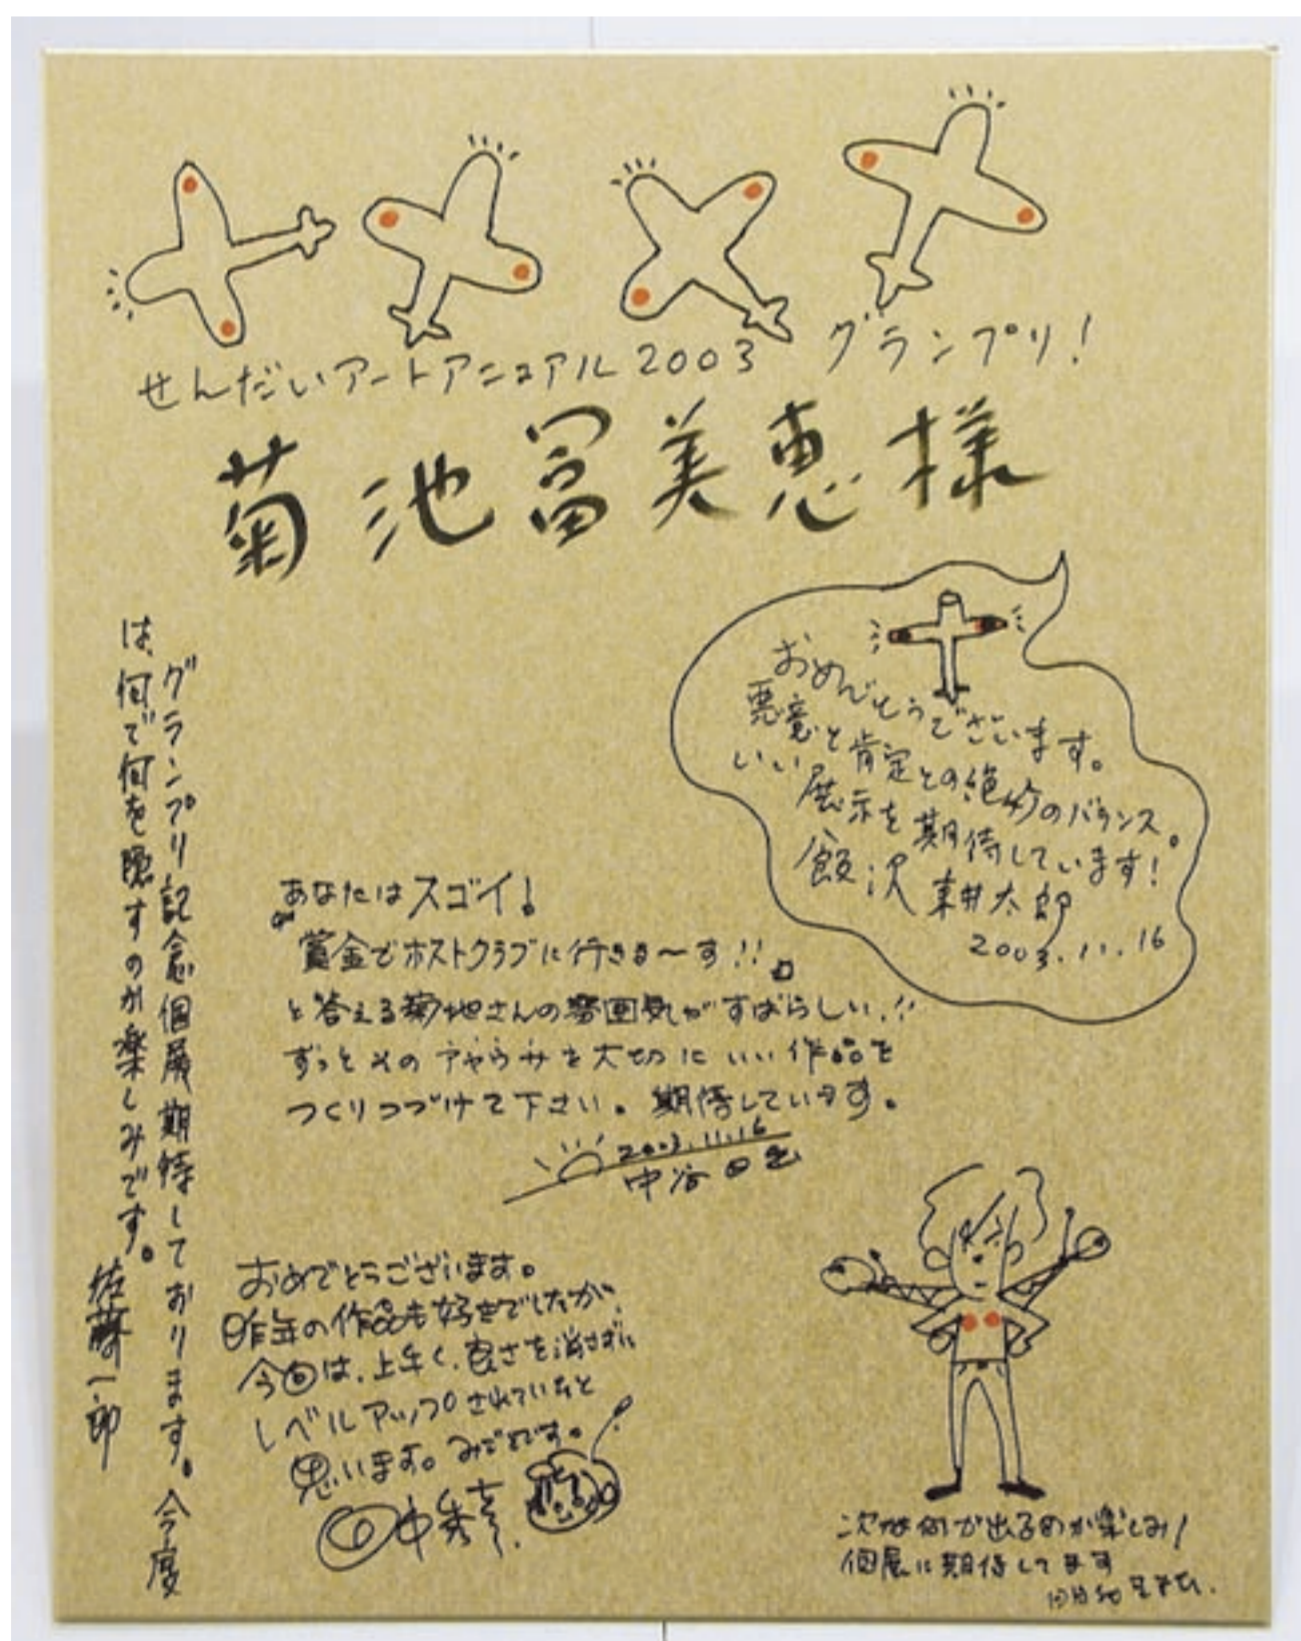 せんだいアートアニュアル2003 グランプリ!
菊池冨美恵様
おめでとうございます。
悪意と肯定との絶妙のバランス。
いい展示を期待しています!
飯沢耕太郎
2003.11.16
グランプリ記念個展期待しております。今度
は、何で何を隠すのか楽しみです。
佐藤一郎
あなたはスゴイ!
賞金でホストクラブに行きま〜す!!
と答える菊地さんの雰囲気がすばらしい!!
ずっとそのアヤウサを大切にいい作品を
つくりつづけて下さい。期待しています。
2003.11.16
中谷日出
おめでとうございます。
昨年の作品も好きでしたが、
今回は、上手く、良さを消さずに
レベルアップされていたと
思います。みごとです。
日中秀幸
次は何が出るのか楽しみ!
個展に期待してます